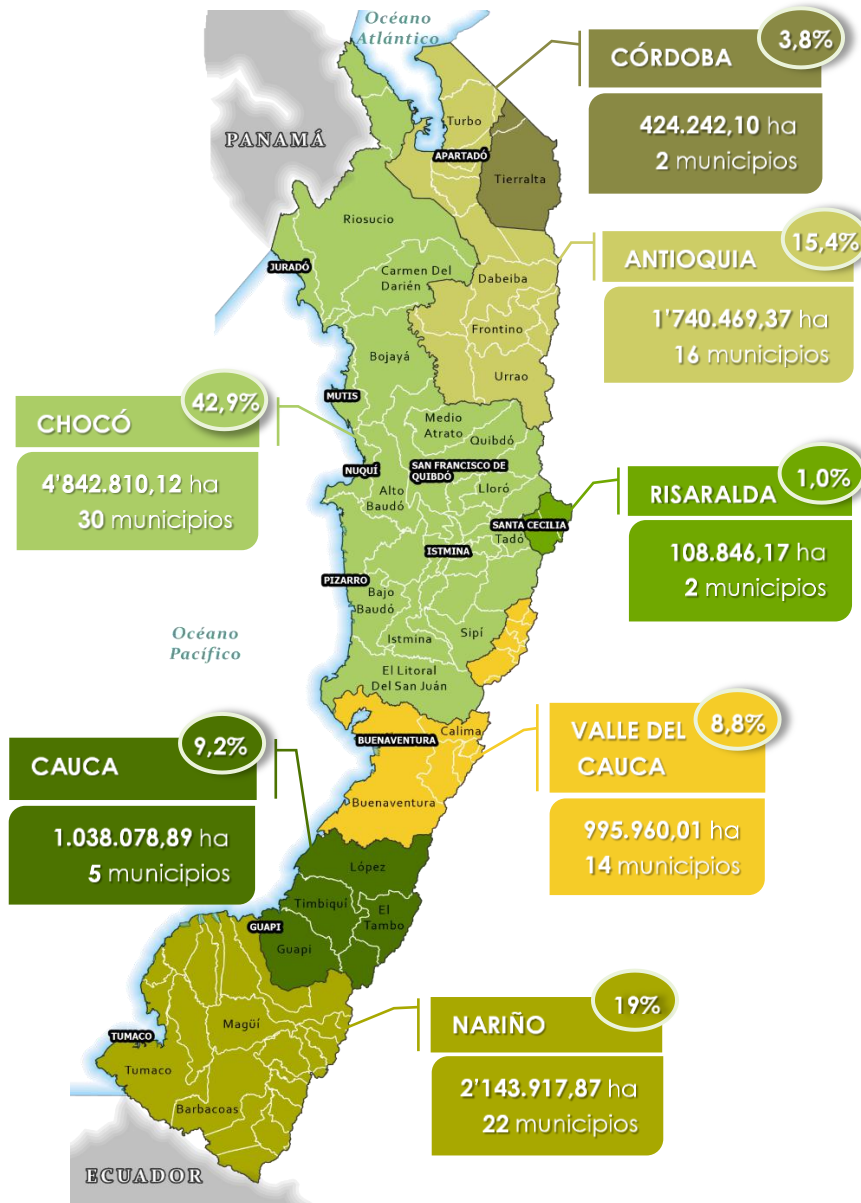 Océano
Atlántico
PANAMÁ
CÓRDOBA
3,8%
424.242,10 ha
2 municipios
Turbo
APARTADÓ
Tierralta
Riosucio
JURADÓ
Carmen Del
Darién
Dabeiba
Frontino
Urrao
ANTIOQUIA
15,4%
1'740.469,37 ha
16 municipios
Bojayá
MUTIS
CHOCÓ
42,9%
4'842.810,12 ha
30 municipios
Medio
Atrato
Quibdó
NUQUÍ
SAN FRANCISCO DE
QUIBDÓ
Alto
Baudó
Lloró
SANTA CECILIA
Tadó
ISTMINA
RISARALDA
1,0%
108.846,17 ha
2 municipios
PIZARRO
Bajo
Baudó
Océano
Pacífico
Istmina
Sipí
El Litoral
Del San Juán
BUENAVENTURA
Calima
Buenaventura
VALLE DEL
CAUCA
8,8%
995.960,01 ha
14 municipios
CAUCA
9,2%
1.038.078,89 ha
5 municipios
López
Timbiquí
El
Tambo
GUAPI
Guapi
NARIÑO
19%
2'143.917,87 ha
22 municipios
Magüí
TUMACO
Tumaco
Barbacoas
ECUADOR